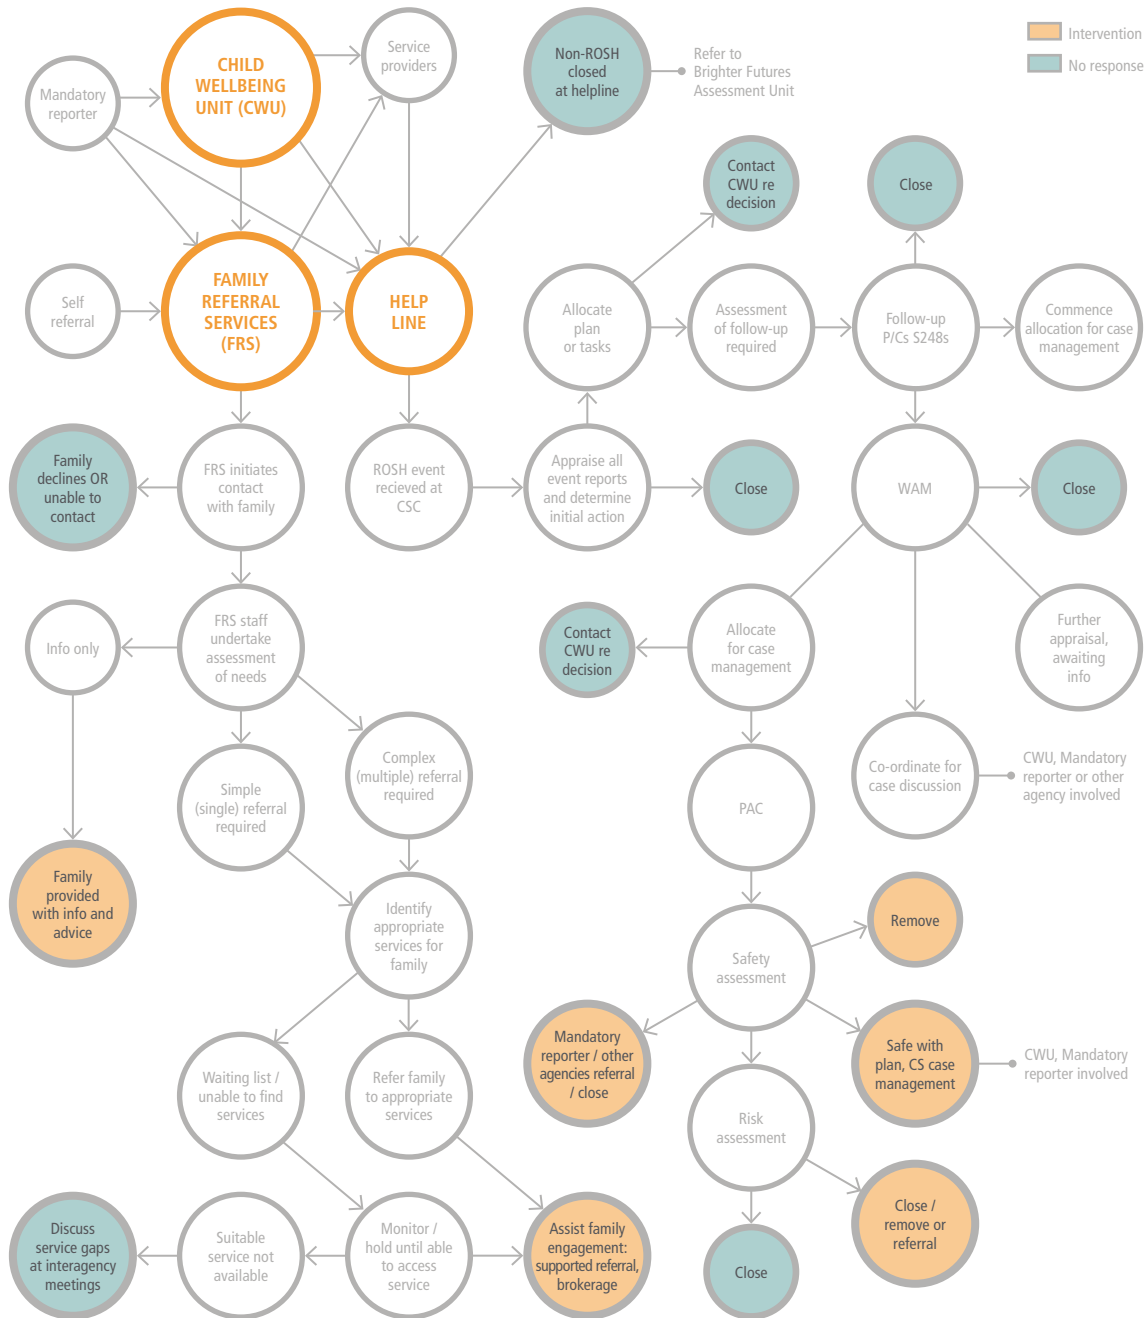 Intervention
No response
CHILD
WELLBEING
UNIT (CWU)
Service
providers
Non-ROSH
closed
at helpline
Refer to
Brighter Futures
Assessment Unit
Mandatory
reporter
Contact
CWU re
decision
Close
Self
referral
FAMILY
REFERRAL
SERVICES
(FRS)
HELP
LINE
Allocate
plan
or tasks
Assessment
of follow-up
required
Follow-up
P/Cs S248s
Commence
allocation for case
management
Family
declines OR
unable to
contact
FRS initiates
contact
with family
ROSH event
recieved at
CSC
Appraise all
event reports
and determine
initial action
Close
WAM
Close
Info only
FRS staff
undertake
assessment
of needs
Contact
CWU re
decision
Allocate
for case
management
Further
appraisal,
awaiting
info
Simple
(single) referral
required
Complex
(multiple) referral
required
PAC
Co-ordinate for
case discussion
CWU, Mandatory
reporter or other
agency involved
Family
provided
with info and
advice
Identify
appropriate
services for
family
Safety
assessment
Remove
Waiting list /
unable to find
services
Refer family
to appropriate
services
Mandatory
reporter / other
agencies referral
/ close
Safe with
plan, CS case
management
CWU, Mandatory
reporter involved
Risk
assessment
Close /
remove or
referral
Discuss
service gaps
at interagency
meetings
Suitable
service not
available
Monitor /
hold until able
to access
service
Assist family
engagement:
supported referral,
brokerage
Close